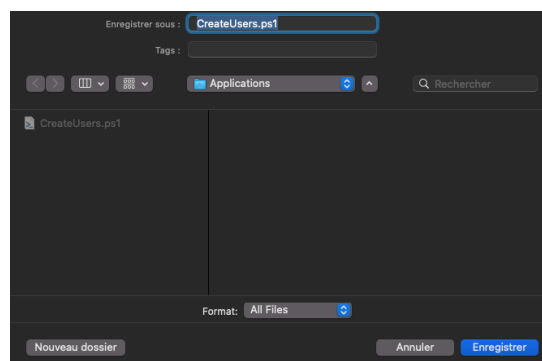 Enregistrer sous : CreateUsers.ps1
Tags :
Applications
Rechercher
CreateUsers.ps1
Format: All Files
Nouveau dossier
Annuler
Enregistrer